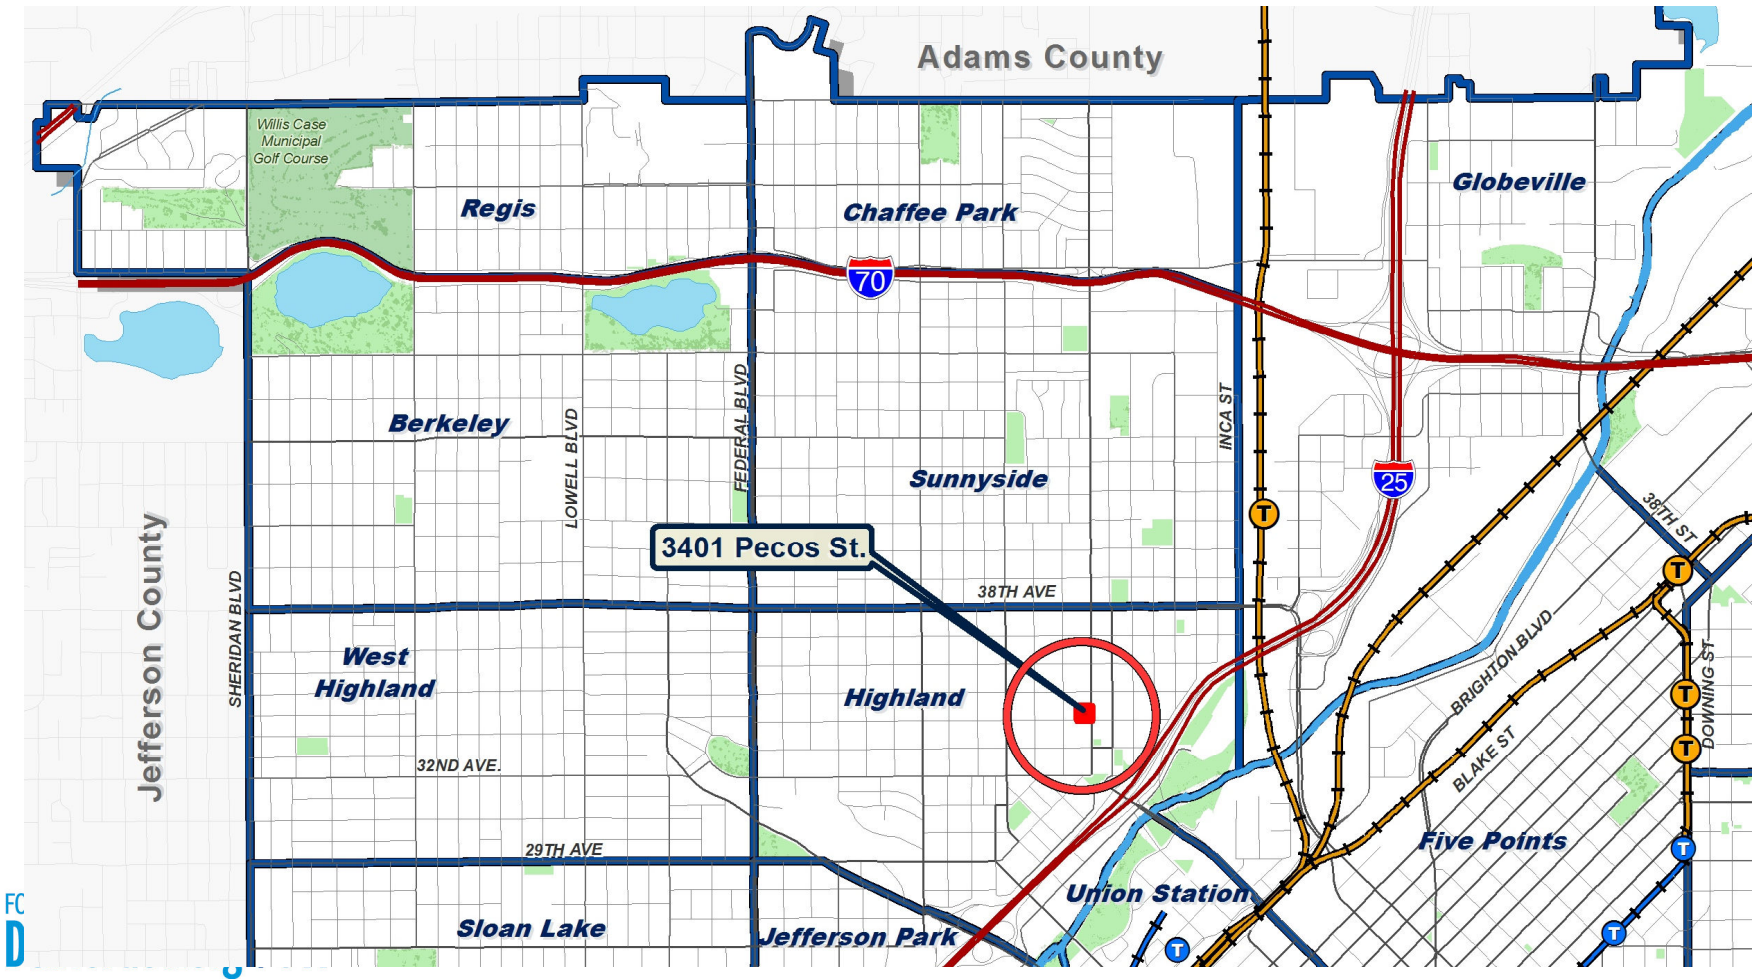 Adams County
Willis Case
Municipal
Golf Course
Regis
Chaffee Park
Globeville
70
Berkeley
LOWELL BLVD
FEDERAL BLVD
INCA ST
Sunnyside
25
38TH ST
T
T
3401 Pecos St.
Jefferson County
SHERIDAN BLVD
38TH AVE
West
Highland
Highland
BRIGHTON BLVD
DOWNING ST
T
T
BLAKE ST
32ND AVE.
29TH AVE
Five Points
T
Union Station
Sloan Lake
Jefferson Park
T
T
FC
D